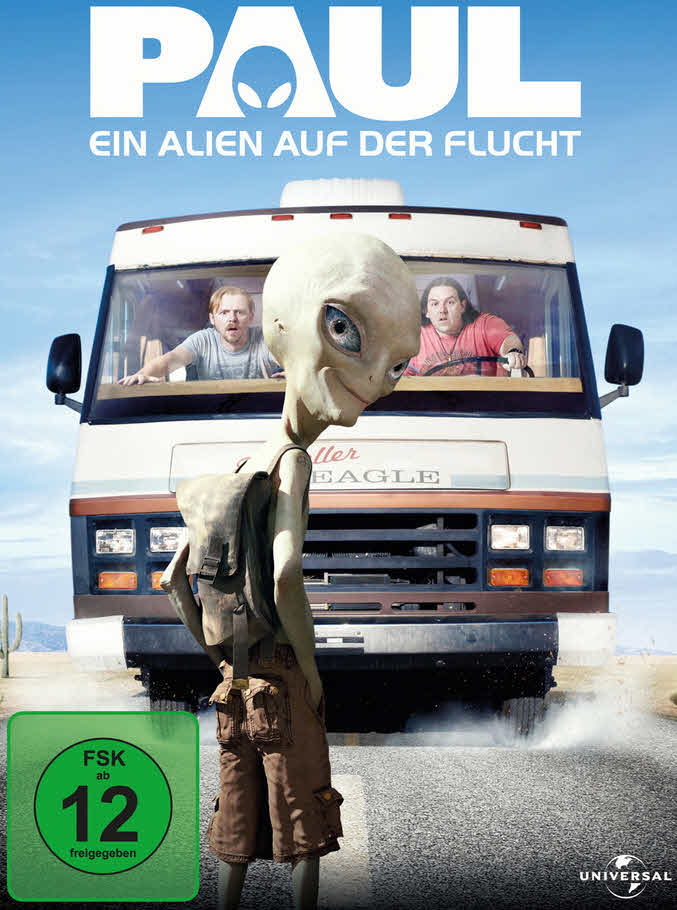 PAUL
EIN ALIEN AUF DER FLUCHT
EAGLE
FSK
ab
12
freigegeben
UNIVERSAL